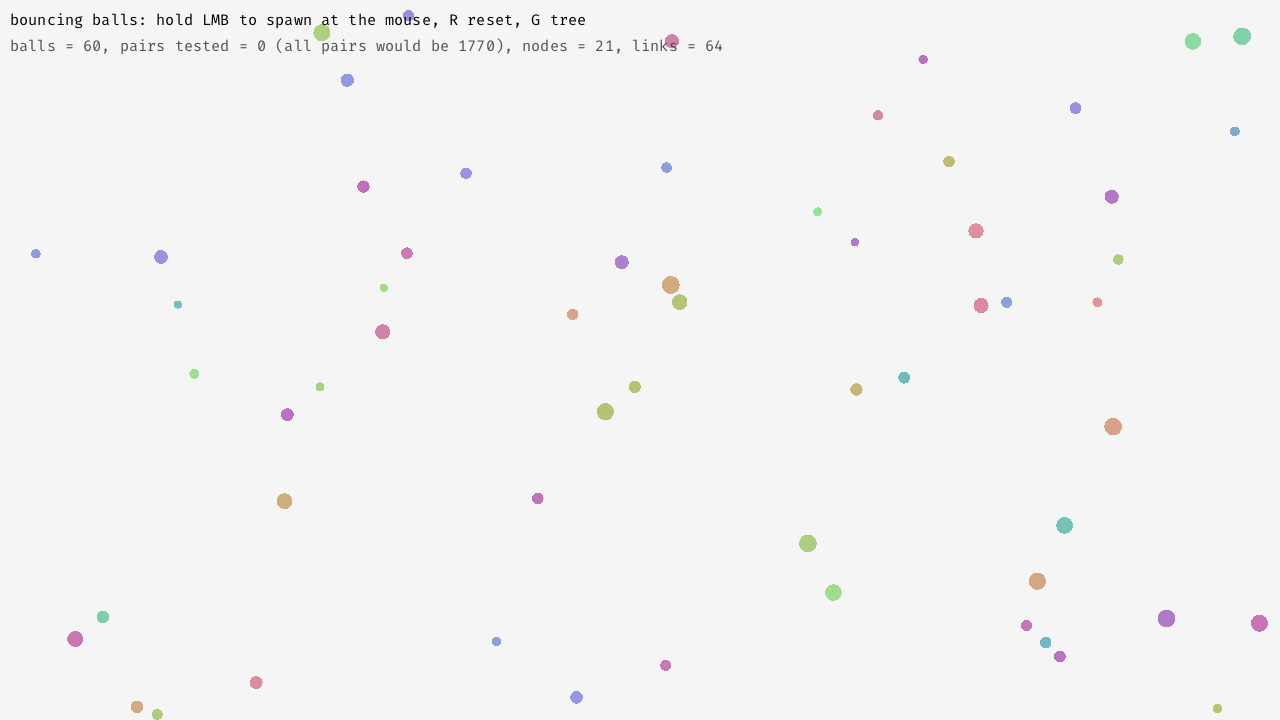 bouncing balls: hold LMB to spawn at the mouse, R reset, G tree
balls = 60, pairs tested = 0 (all pairs would be 1770), nodes = 21, links = 64